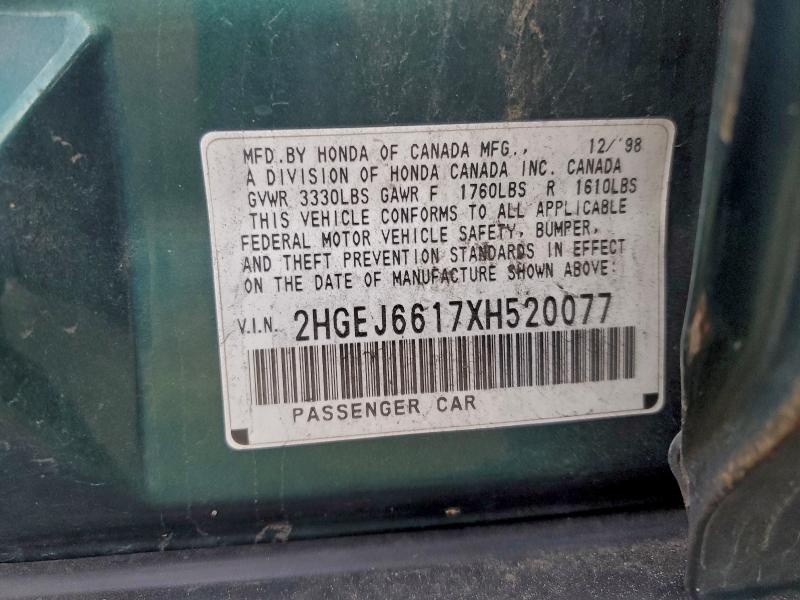 MFD.BY HONDA OF CANADA MFG., 12/'98
A DIVISION OF HONDA CANADA INC. CANADA
GVWR 3330LBS GAWR F 1760LBS R 1610LBS
THIS VEHICLE CONFORMS TO ALL APPLICABLE
FEDERAL MOTOR VEHICLE SAFETY, BUMPER,
AND THEFT PREVENTION STANDARDS IN EFFECT
ON THE DATE OF MANUFACTURE SHOWN ABOVE:
V.I.N. 2HGEJ6617XH520077
PASSENGER CAR